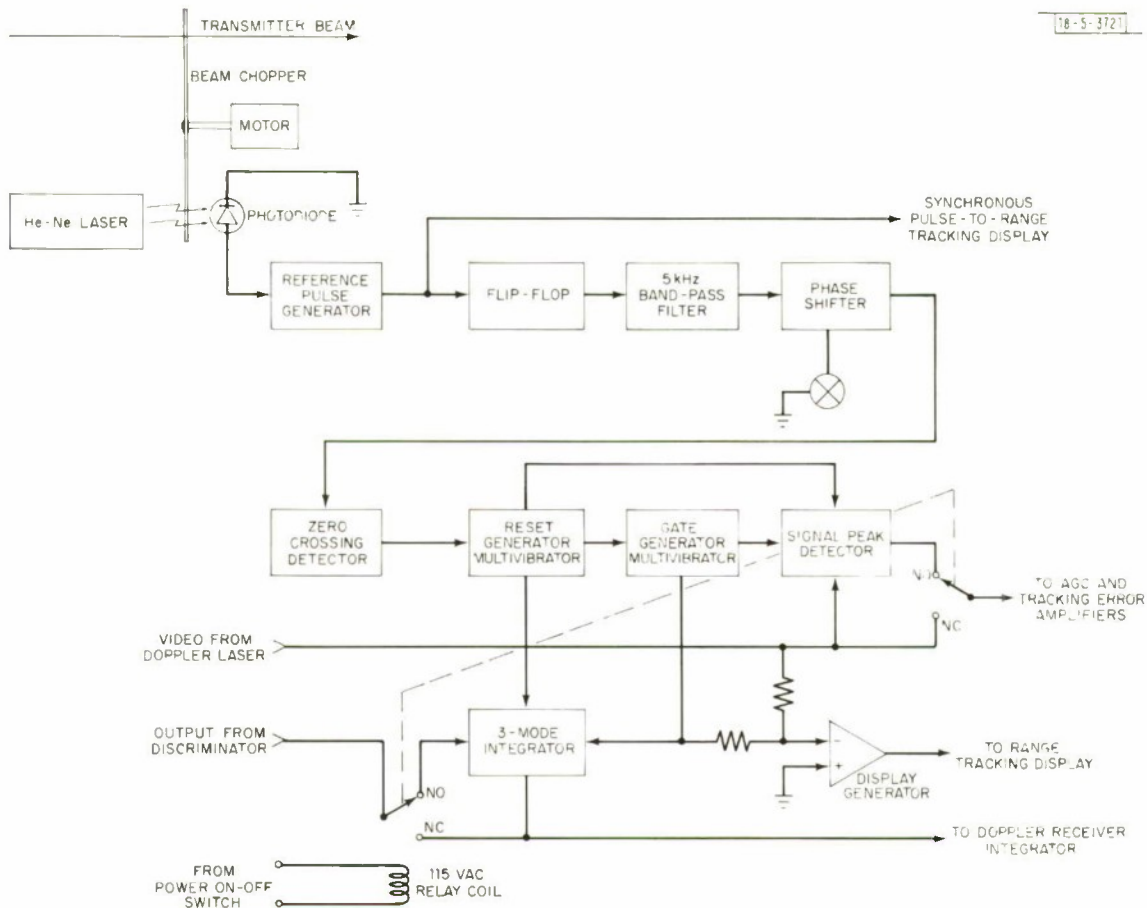 TRANSMITTER BEAM
18-5-3721
BEAM CHOPPER
MOTOR
He-Ne LASER
PHOTODIODE
SYNCHRONOUS
PULSE-TO-RANGE
TRACKING DISPLAY
REFERENCE
PULSE
GENERATOR
FLIP-FLOP
5 kHz
BAND-PASS
FILTER
PHASE
SHIFTER
ZERO
CROSSING
DETECTOR
RESET
GENERATOR
MULTIVIBRATOR
GATE
GENERATOR
MULTIVIBRATOR
SIGNAL PEAK
DETECTOR
NO
TO AGC AND
TRACKING ERROR
AMPLIFIERS
NC
VIDEO FROM
DOPPLER LASER
OUTPUT FROM
DISCRIMINATOR
3-MODE
INTEGRATOR
-
+
DISPLAY
GENERATOR
TO RANGE
TRACKING DISPLAY
NO
NC
TO DOPPLER RECEIVER
INTEGRATOR
FROM
POWER ON-OFF
SWITCH
115 VAC
RELAY COIL